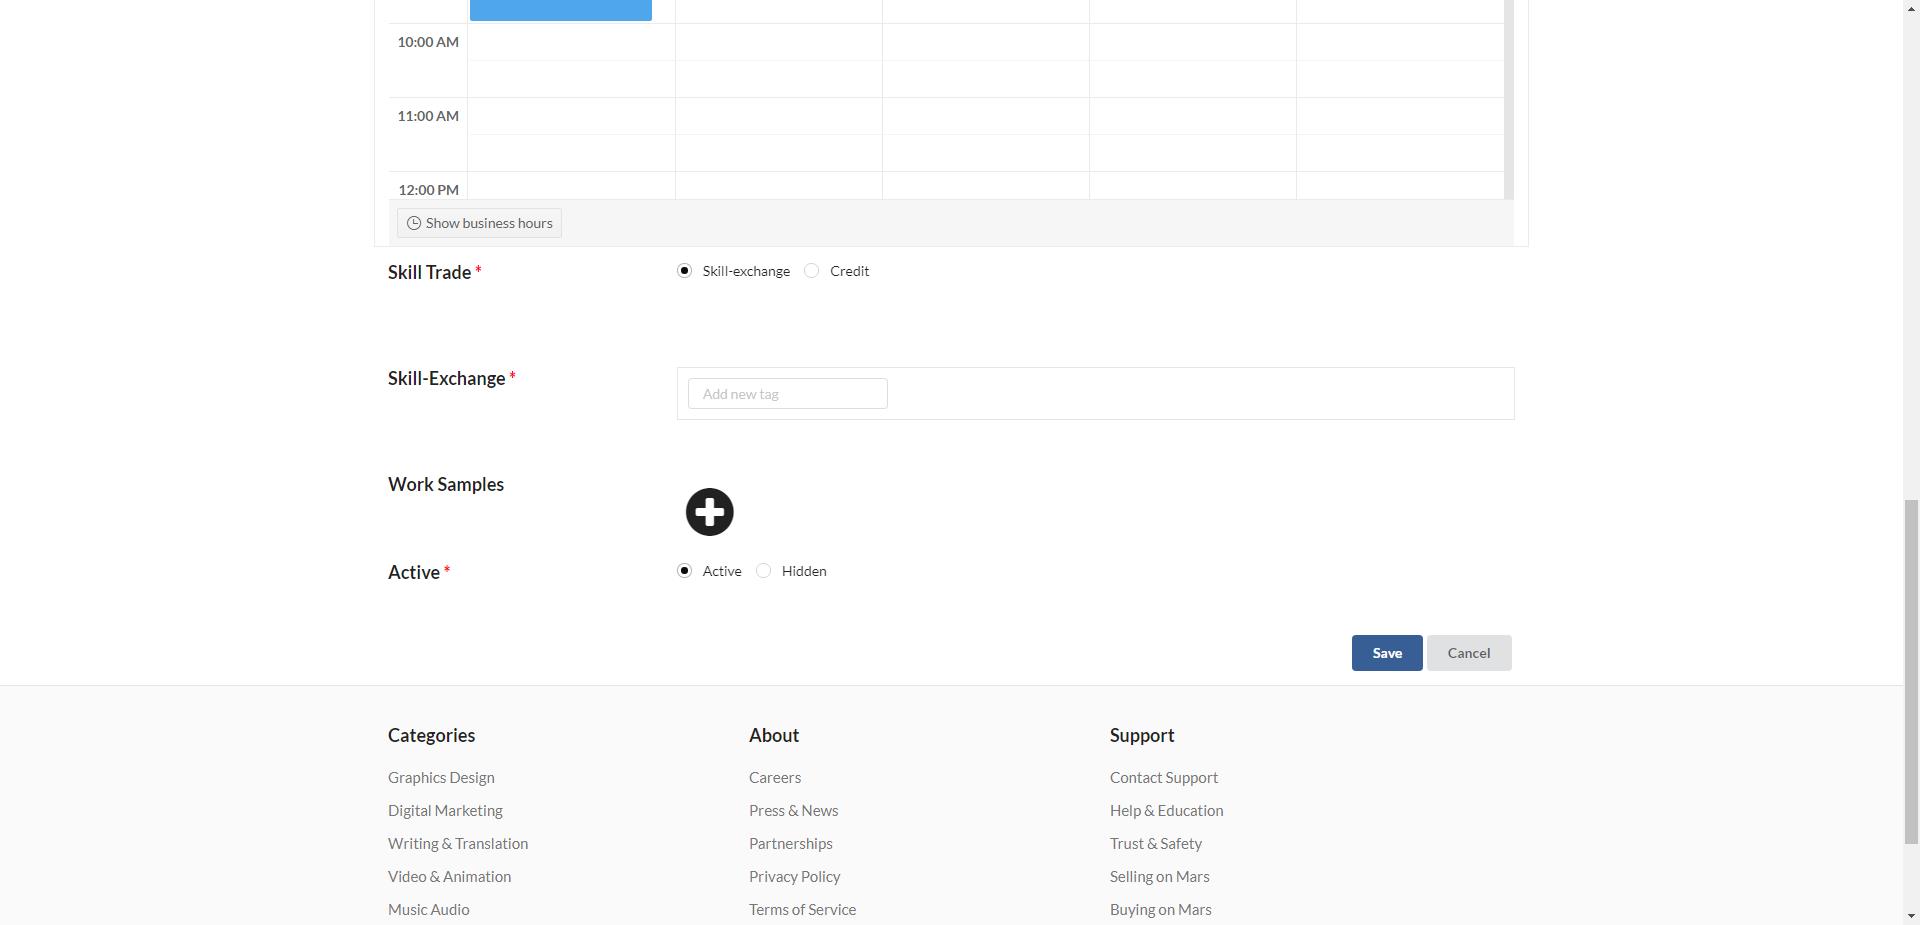 10:00 AM
11:00 AM
12:00 PM
Show business hours
Skill Trade *
Skill-exchange Credit
Skill-Exchange *
Add new tag
Work Samples
Active *
Active Hidden
Save Cancel
Categories About Support
Graphics Design Careers Contact Support
Digital Marketing Press & News Help & Education
Writing & Translation Partnerships Trust & Safety
Video & Animation Privacy Policy Selling on Mars
Music Audio Terms of Service Buying on Mars